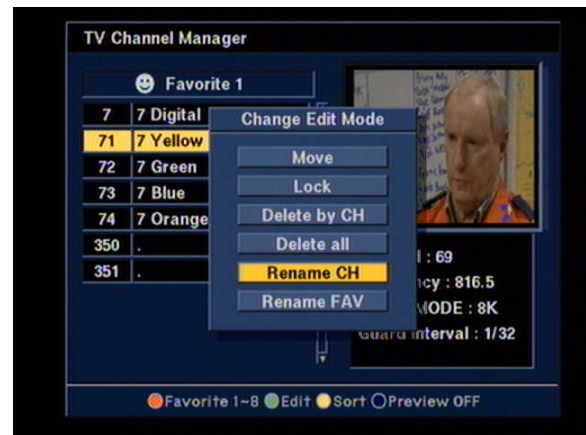 TV Channel Manager
Favorite 1
7 7 Digital
71 7 Yellow
72 7 Green
73 7 Blue
74 7 Orange
350 .
351 .
Change Edit Mode
Move
Lock
Delete by CH
Delete all
Rename CH
Rename FAV
l : 69
ncy : 816.5
MODE : 8K
Guard Interval : 1/32
Favorite 1~8 Edit Sort Preview OFF